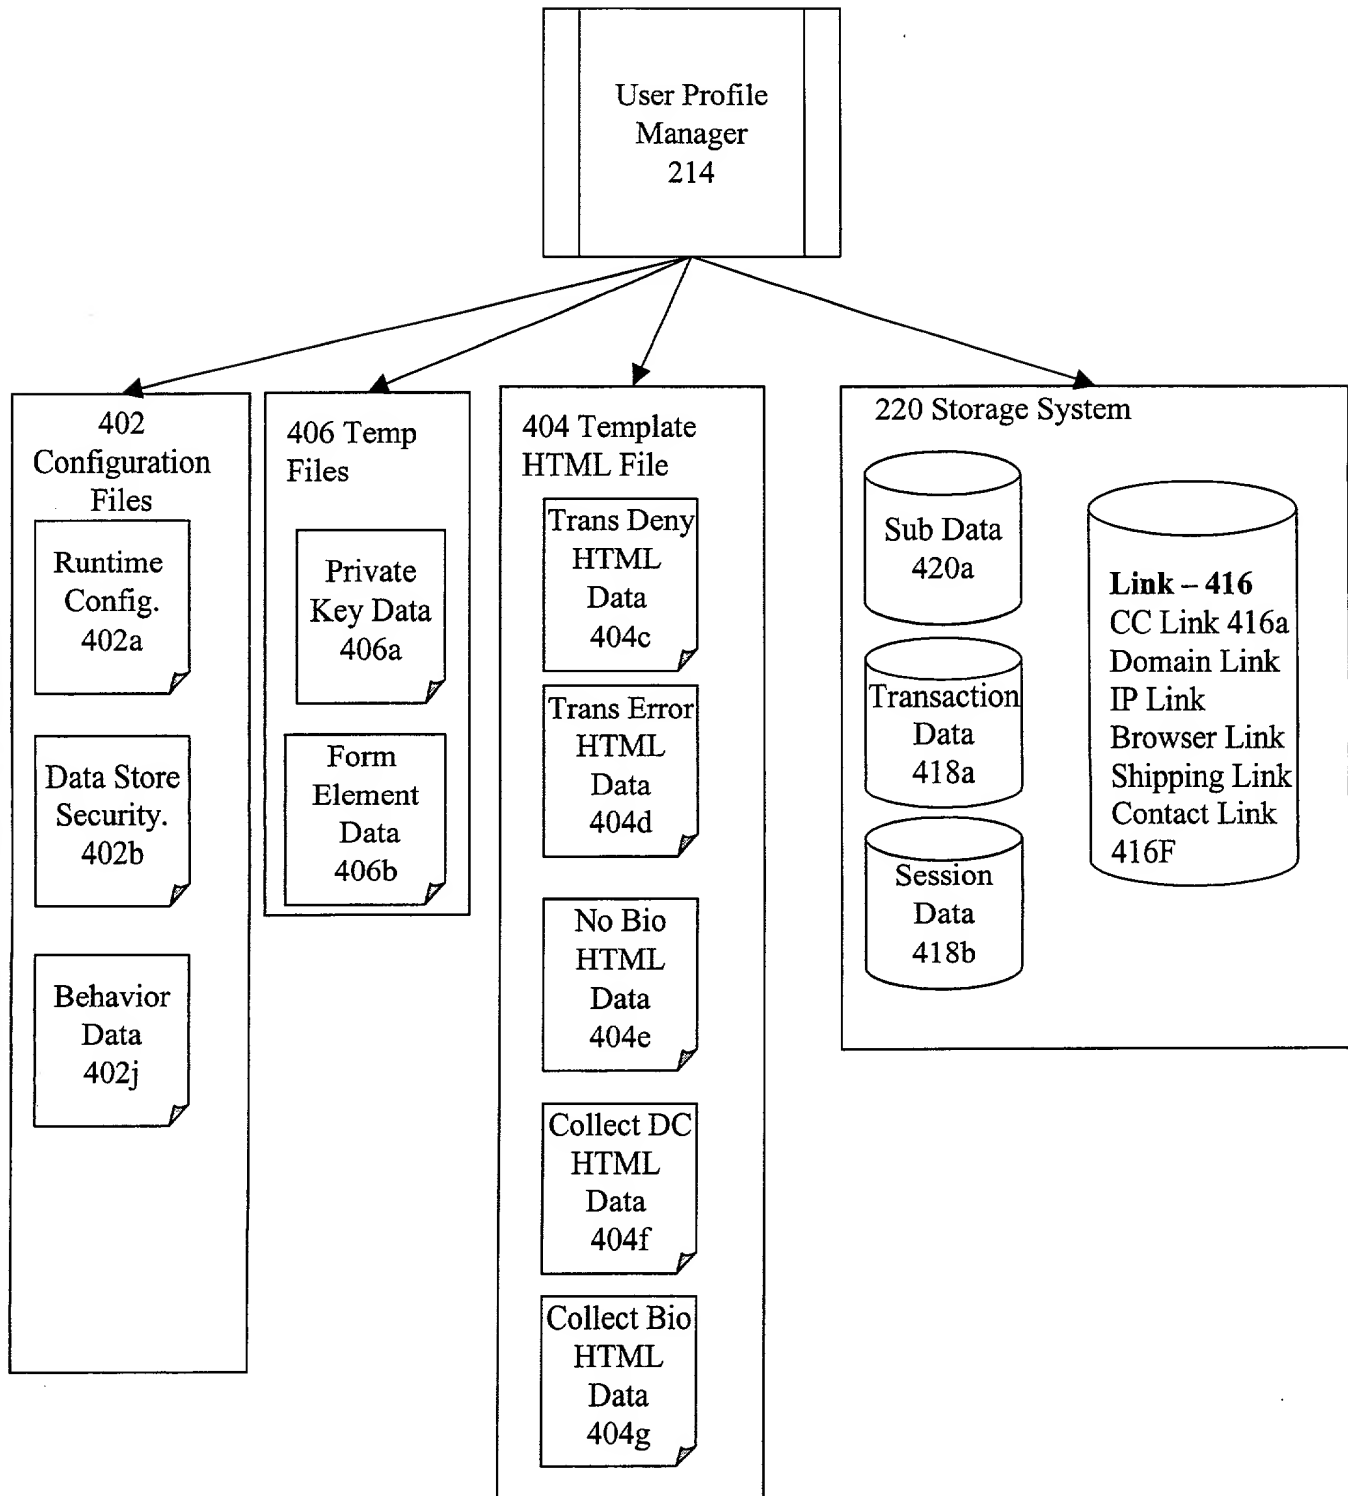 User Profile
Manager
214
402
Configuration
Files
Runtime
Config.
402a
Data Store
Security.
402b
Behavior
Data
402j
406 Temp
Files
Private
Key Data
406a
Form
Element
Data
406b
404 Template
HTML File
Trans Deny
HTML
Data
404c
Trans Error
HTML
Data
404d
No Bio
HTML
Data
404e
Collect DC
HTML
Data
404f
Collect Bio
HTML
Data
404g
220 Storage System
Sub Data
420a
Transaction
Data
418a
Session
Data
418b
Link – 416
CC Link 416a
Domain Link
IP Link
Browser Link
Shipping Link
Contact Link
416F